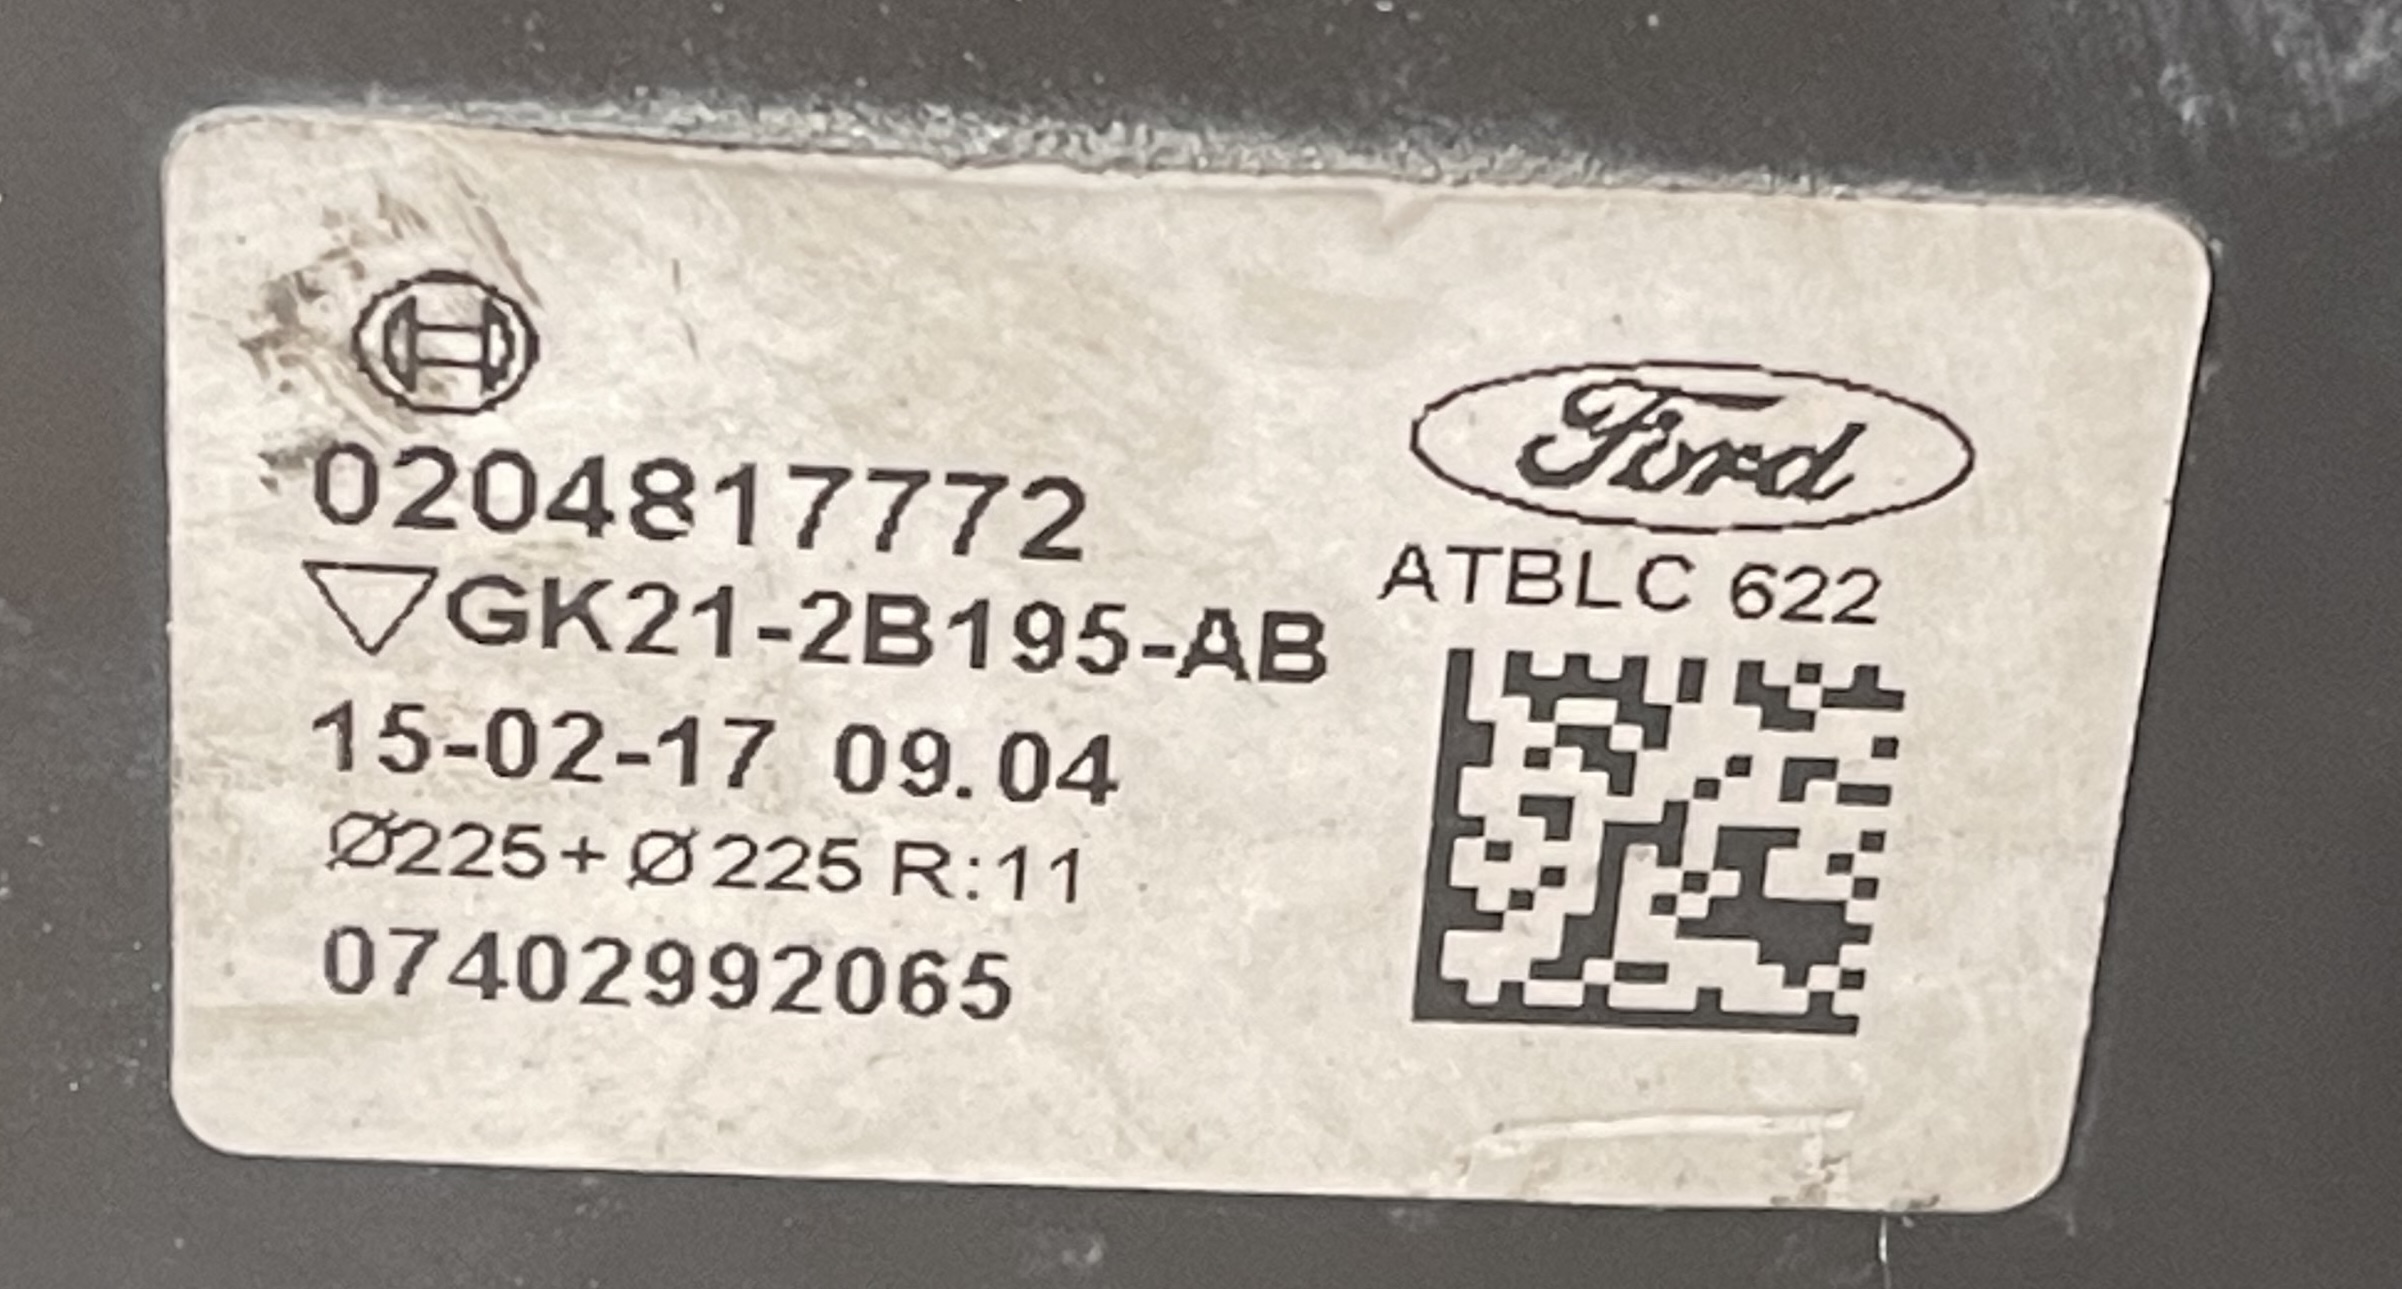 0204817772
GK21-2B195-AB
15-02-17 09.04
Ø225+Ø225 R:11
07402992065
Ford
ATBLC 622